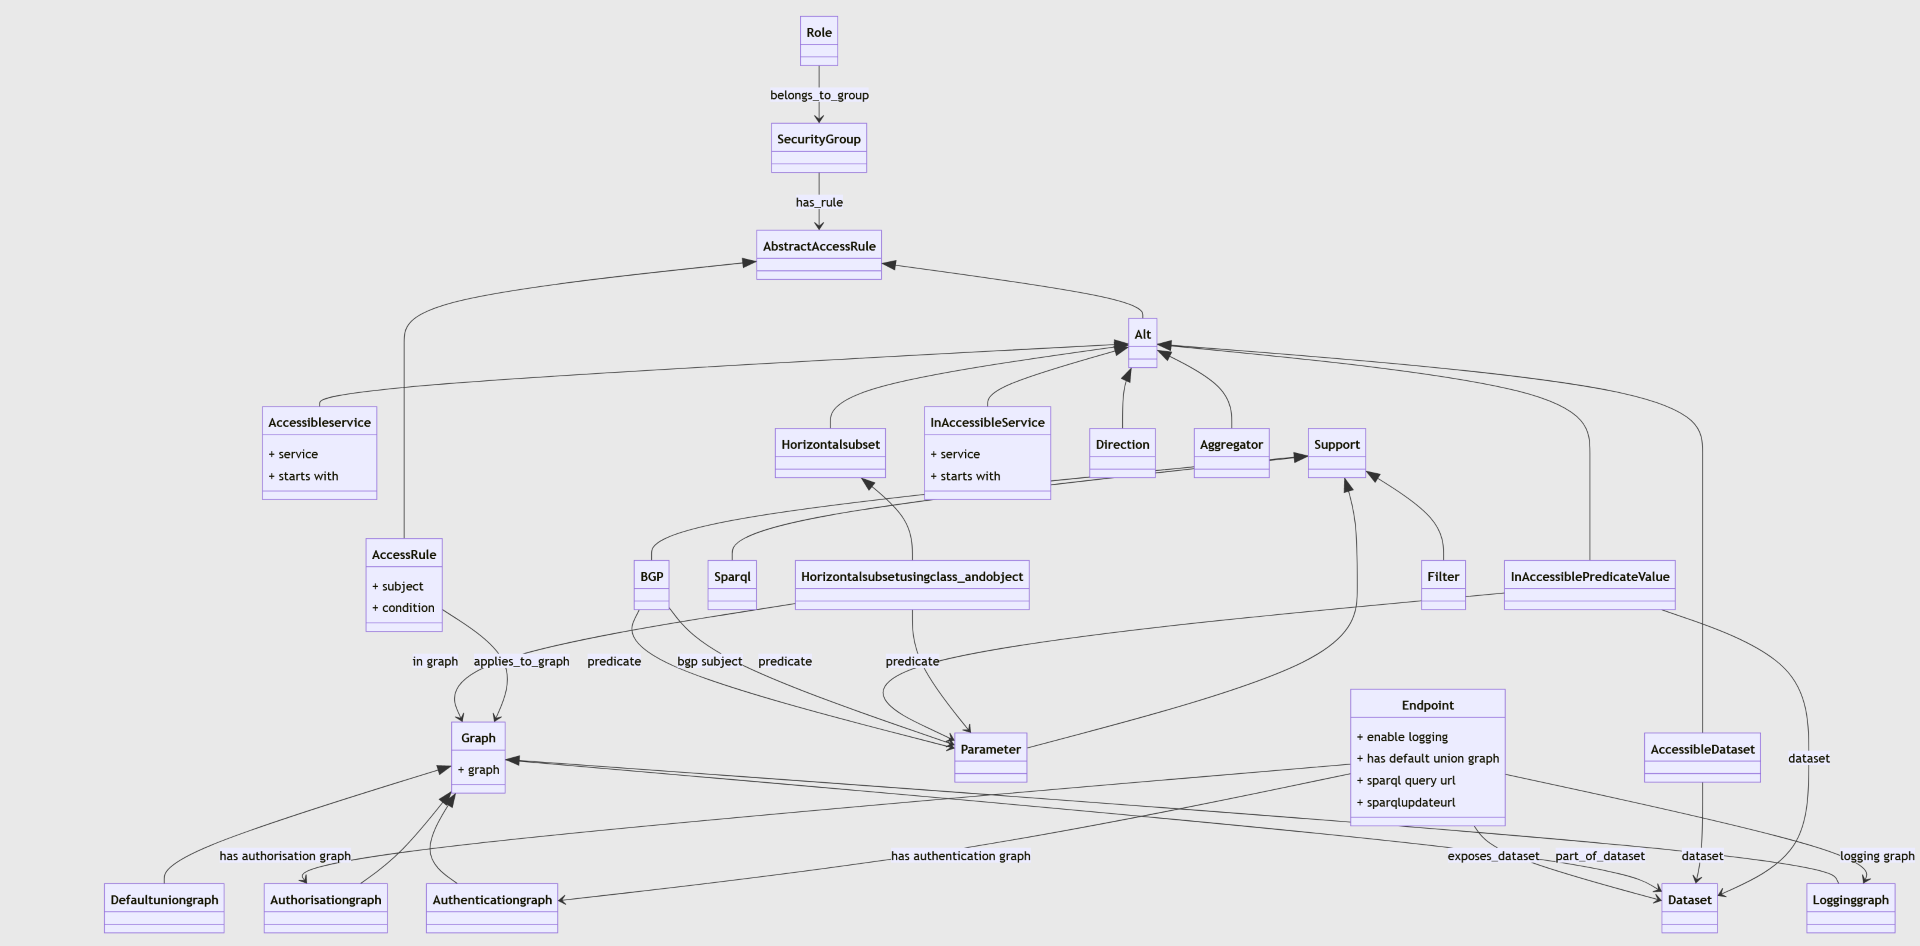 Role
belongs_to_group
SecurityGroup
has_rule
AbstractAccessRule
Alt
Accessibleservice
+ service
+ starts with
Horizontalsubset
InAccessibleService
+ service
+ starts with
Direction
Aggregator
Support
AccessRule
+ subject
+ condition
BGP
Sparql
Horizontalsubsetusingclass_andobject
Filter
InAccessiblePredicateValue
in graph
applies_to_graph
predicate
bgp subject
predicate
predicate
Graph
+ graph
Parameter
Endpoint
+ enable logging
+ has default union graph
+ sparql query url
+ sparqlupdateurl
AccessibleDataset
dataset
has authorisation graph
has authentication graph
exposes_dataset
part_of_dataset
dataset
logging graph
Defaultuniongraph
Authorisationgraph
Authenticationgraph
Dataset
Logginggraph